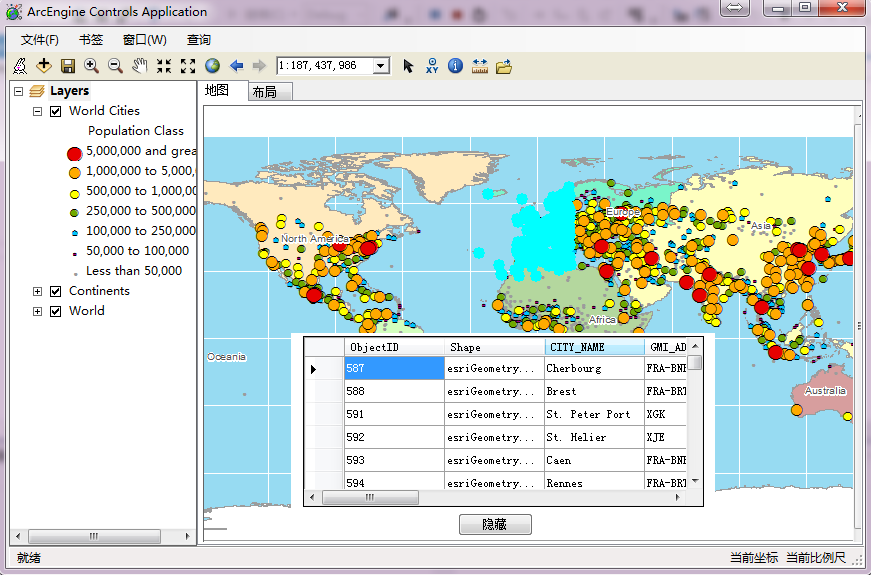 ArcEngine Controls Application
文件(F) 书签 窗口(W) 查询
1:187,437,986
XY
Layers
World Cities
Population Class
5,000,000 and grea
1,000,000 to 5,000,
500,000 to 1,000,00
250,000 to 500,000
100,000 to 250,000
50,000 to 100,000
Less than 50,000
Continents
World
地图 布局
North America
Europe
Asia
Africa
Oceania
Australia
ObjectID Shape CITY_NAME GMI_AD
587 esriGeometry... Cherbourg FRA-BNE
588 esriGeometry... Brest FRA-BRT
591 esriGeometry... St. Peter Port XGK
592 esriGeometry... St. Helier XJE
593 esriGeometry... Caen FRA-BNE
594 esriGeometry... Rennes FRA-BRT
隐藏
就绪 当前坐标 当前比例尺